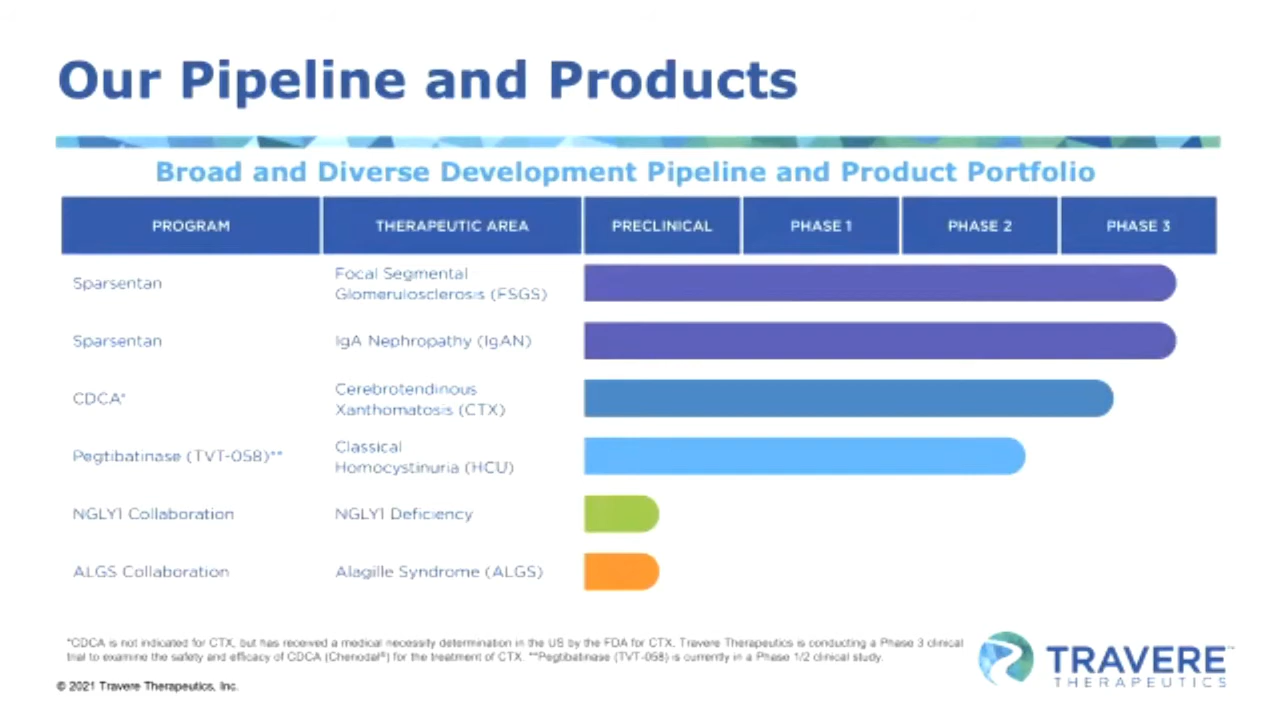 Our Pipeline and Products
Broad and Diverse Development Pipeline and Product Portfolio
PROGRAM THERAPEUTIC AREA PRECLINICAL PHASE 1 PHASE 2 PHASE 3
Sparsentan
Focal Segmental
Glomerulosclerosis (FSGS)
Sparsentan
IgA Nephropathy (IgAN)
CDCA*
Cerebrotendinous
Xanthomatosis (CTX)
Pegtibatinase (TVT-058)**
Classical
Homocystinuria (HCU)
NGLY1 Collaboration
NGLY1 Deficiency
ALGS Collaboration
Alagille Syndrome (ALGS)
*CDCA is not indicated for CTX, but has received a medical necessity determination in the US by the FDA for CTX. Travere Therapeutics is conducting a Phase 3 clinical
trial to examine the safety and efficacy of CDCA (Chenodal®) for the treatment of CTX. **Pegtibatinase (TVT-058) is currently in a Phase 1/2 clinical study.
© 2021 Travere Therapeutics, Inc.
TRAVERE™
THERAPEUTICS